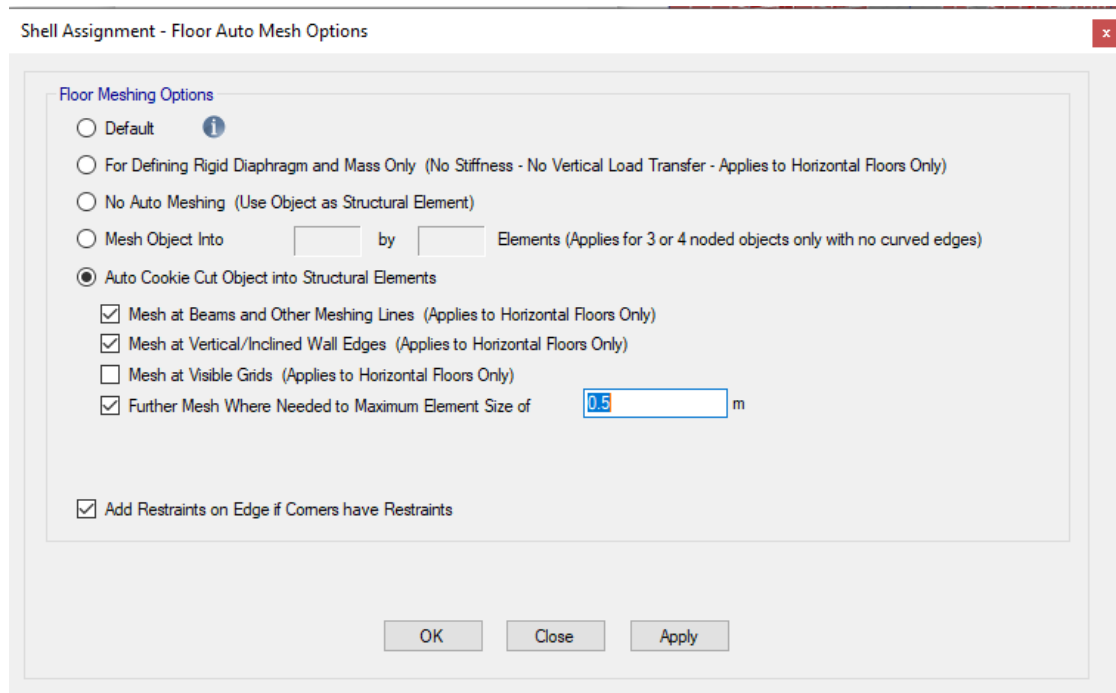 Shell Assignment - Floor Auto Mesh Options
x
Floor Meshing Options
Default i
For Defining Rigid Diaphragm and Mass Only (No Stiffness - No Vertical Load Transfer - Applies to Horizontal Floors Only)
No Auto Meshing (Use Object as Structural Element)
Mesh Object Into by Elements (Applies for 3 or 4 noded objects only with no curved edges)
Auto Cookie Cut Object into Structural Elements
Mesh at Beams and Other Meshing Lines (Applies to Horizontal Floors Only)
Mesh at Vertical/Inclined Wall Edges (Applies to Horizontal Floors Only)
Mesh at Visible Grids (Applies to Horizontal Floors Only)
Further Mesh Where Needed to Maximum Element Size of 0.5 m
Add Restraints on Edge if Corners have Restraints
OK Close Apply